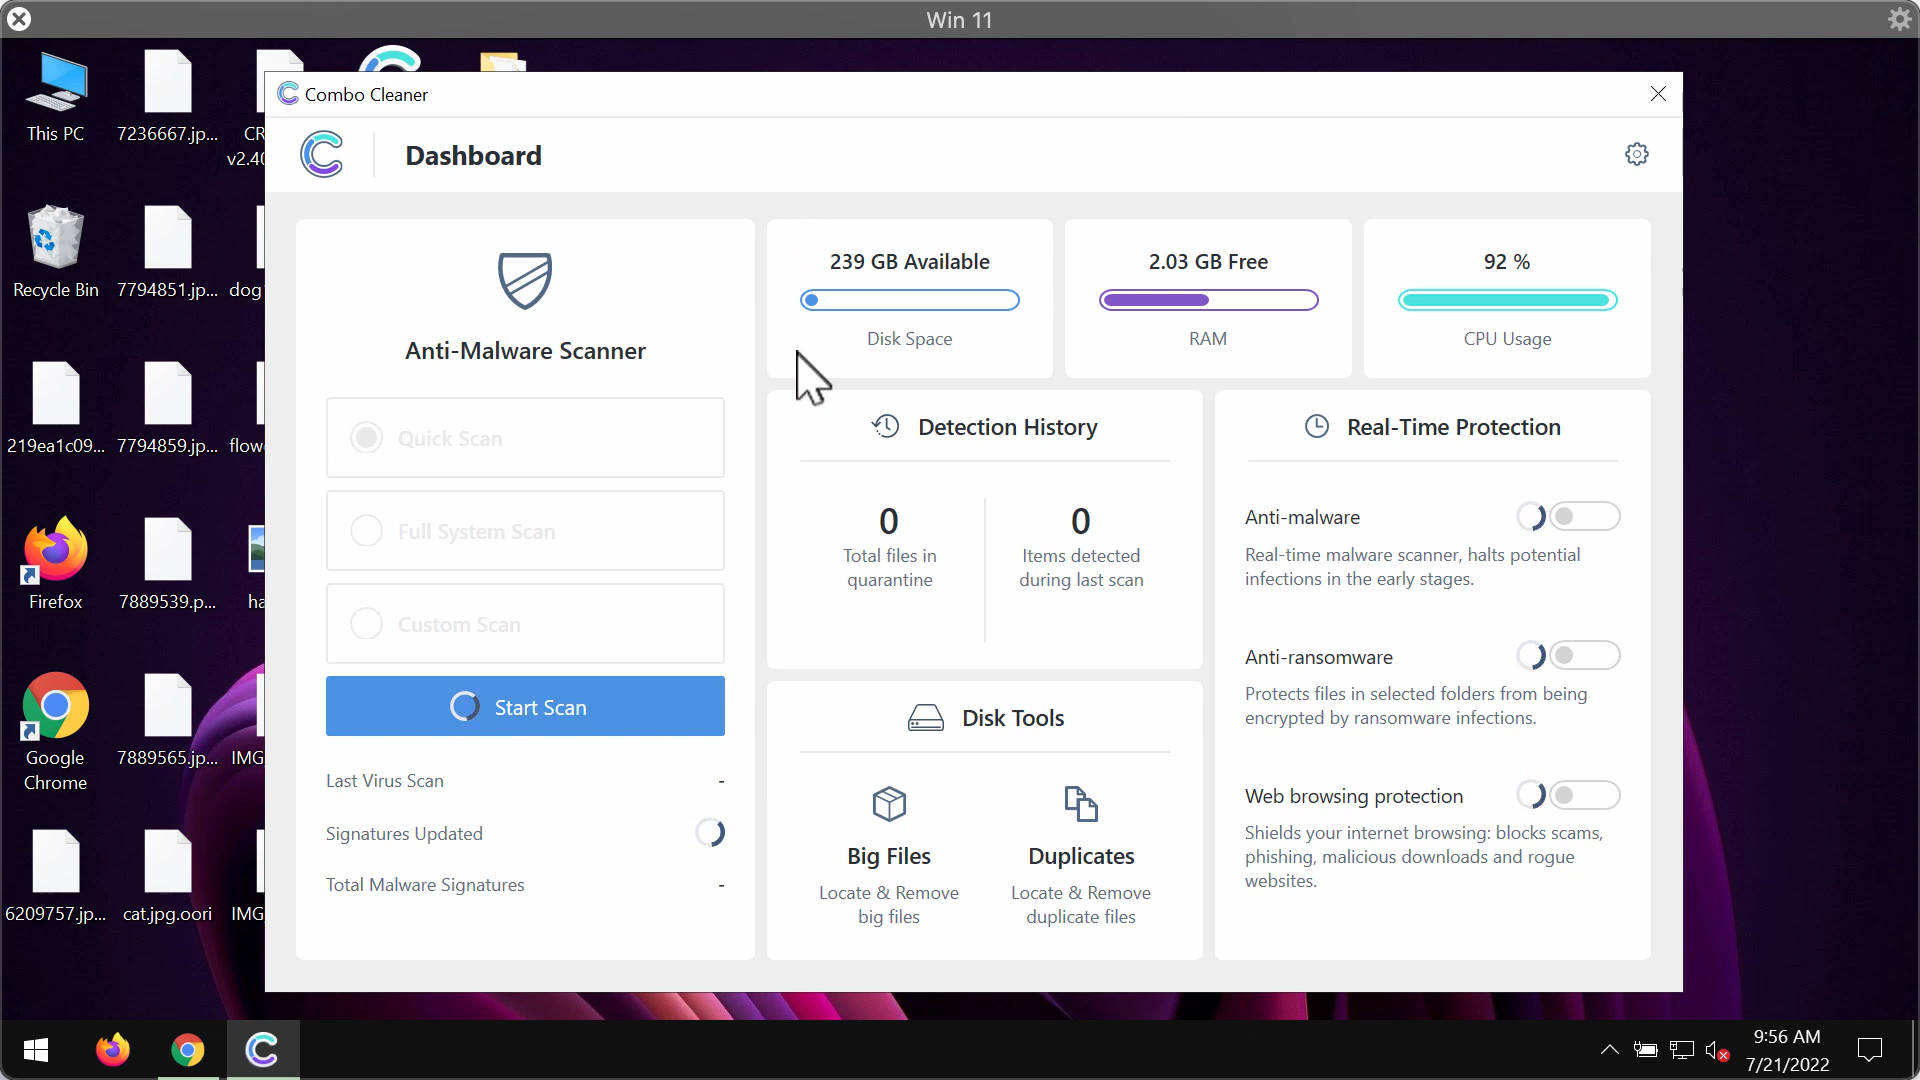 Win 11
This PC
7236667.jp...
CR
v2.40
Recycle Bin
7794851.jp...
dog
219ea1c09...
7794859.jp...
flow
Firefox
7889539.p...
ha
Google
Chrome
7889565.jp...
IMG
6209757.jp...
cat.jpg.oori
IMG
Combo Cleaner
Dashboard
Anti-Malware Scanner
Quick Scan
Full System Scan
Custom Scan
Start Scan
Last Virus Scan -
Signatures Updated
Total Malware Signatures -
239 GB Available
Disk Space
2.03 GB Free
RAM
92 %
CPU Usage
Detection History
0
Total files in
quarantine
0
Items detected
during last scan
Disk Tools
Big Files
Locate & Remove
big files
Duplicates
Locate & Remove
duplicate files
Real-Time Protection
Anti-malware
Real-time malware scanner, halts potential
infections in the early stages.
Anti-ransomware
Protects files in selected folders from being
encrypted by ransomware infections.
Web browsing protection
Shields your internet browsing: blocks scams,
phishing, malicious downloads and rogue
websites.
9:56 AM
7/21/2022